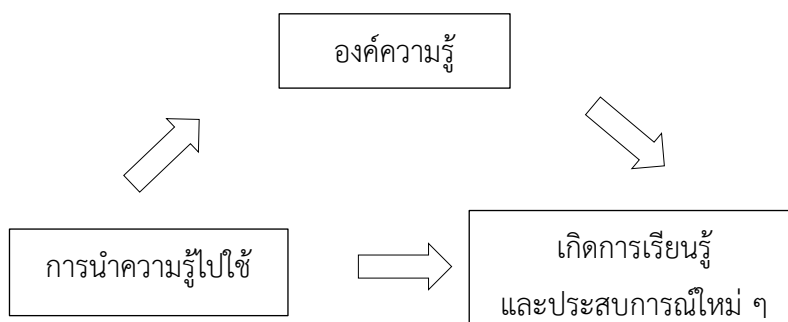 องค์ความรู้
การนำความรู้ไปใช้
เกิดการเรียนรู้
และประสบการณ์ใหม่ ๆ